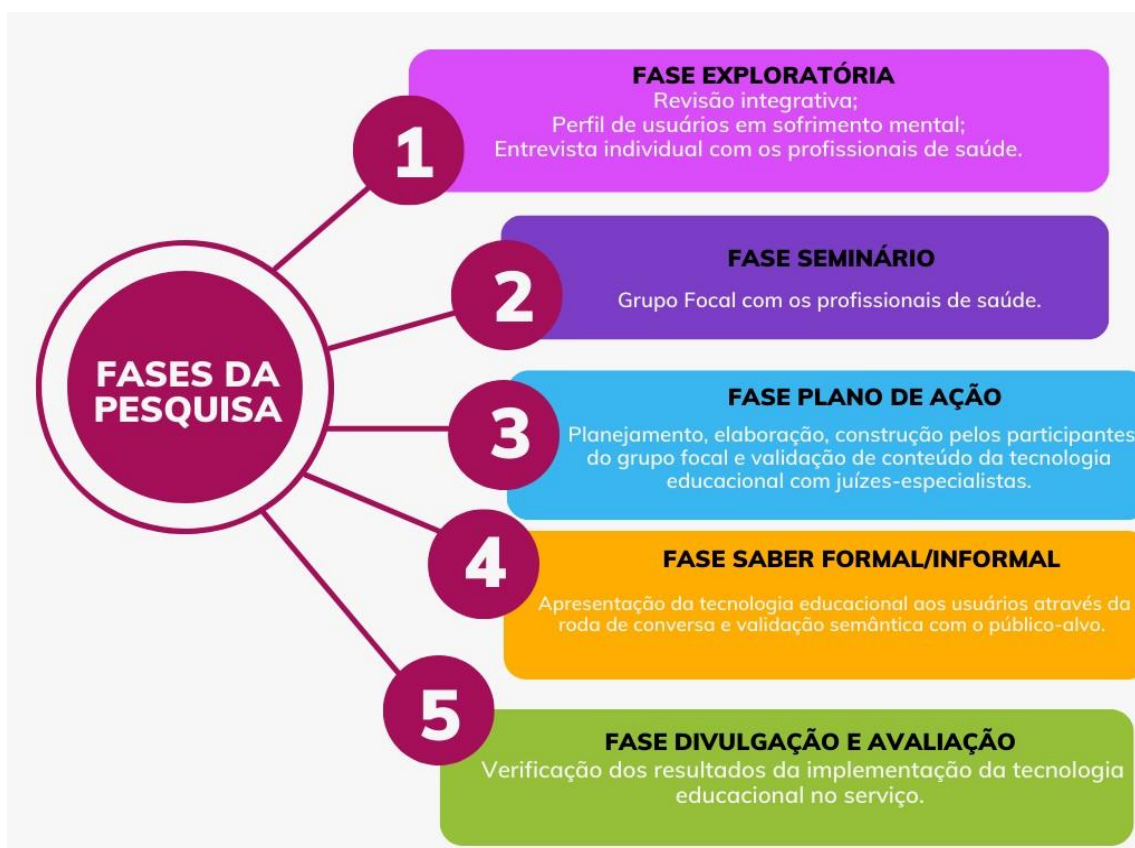 FASES DA
PESQUISA
1
FASE EXPLORATÓRIA
Revisão integrativa;
Perfil de usuários em sofrimento mental;
Entrevista individual com os profissionais de saúde.
2
FASE SEMINÁRIO
Grupo Focal com os profissionais de saúde.
3
FASE PLANO DE AÇÃO
Planejamento, elaboração, construção pelos participantes
do grupo focal e validação de conteúdo da tecnologia
educacional com juízes-especialistas.
4
FASE SABER FORMAL/INFORMAL
Apresentação da tecnologia educacional aos usuários através da
roda de conversa e validação semântica com o público-alvo.
5
FASE DIVULGAÇÃO E AVALIAÇÃO
Verificação dos resultados da implementação da tecnologia
educacional no serviço.